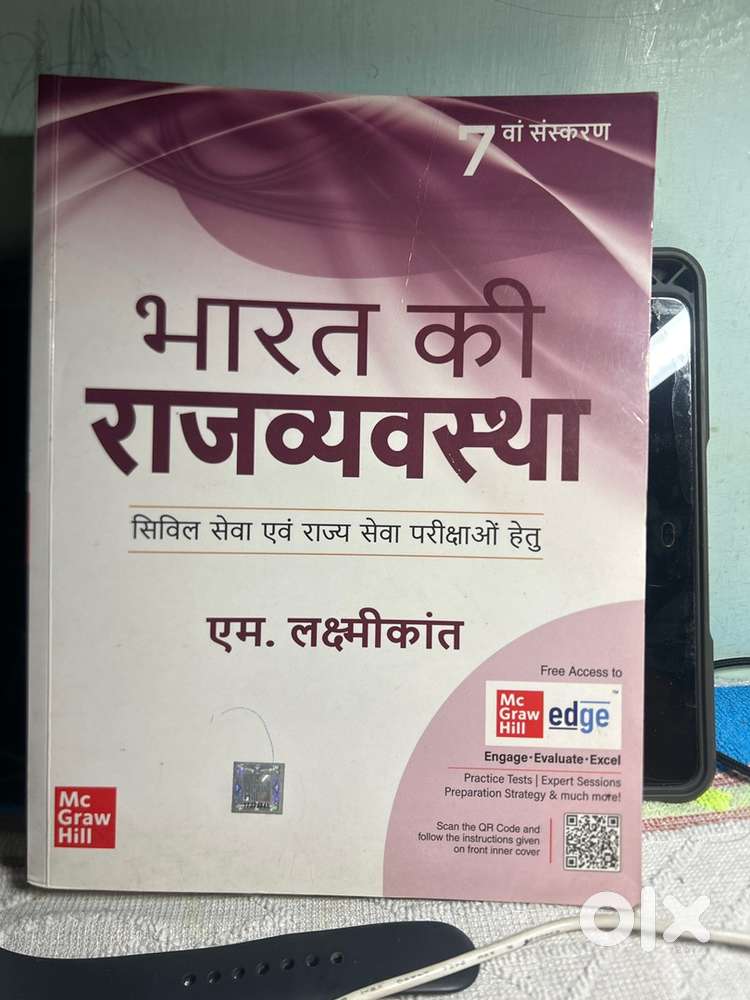 7 वां संस्करण
भारत की
राजव्यवस्था
सिविल सेवा एवं राज्य सेवा परीक्षाओं हेतु
एम. लक्ष्मीकांत
Free Access to
Mc
Graw
Hill
edge™
Engage•Evaluate•Excel
Practice Tests | Expert Sessions
Preparation Strategy & much more!
Scan the QR Code and
follow the instructions given
on front inner cover
Mc
Graw
Hill
olx